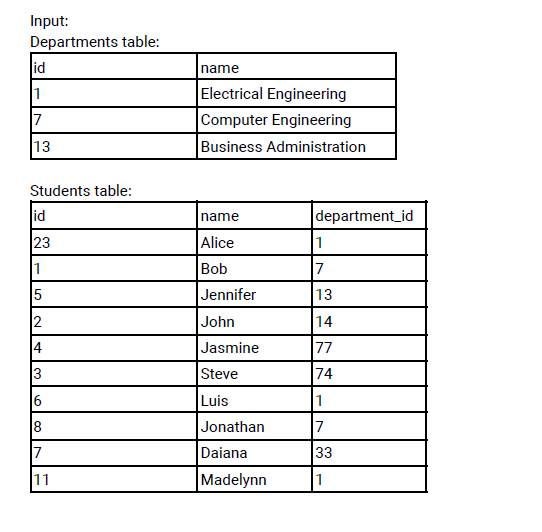 Input:
Departments table:
id name
1 Electrical Engineering
7 Computer Engineering
13 Business Administration
Students table:
id name department_id
23 Alice 1
1 Bob 7
5 Jennifer 13
2 John 14
4 Jasmine 77
3 Steve 74
6 Luis 1
8 Jonathan 7
7 Daiana 33
11 Madelynn 1